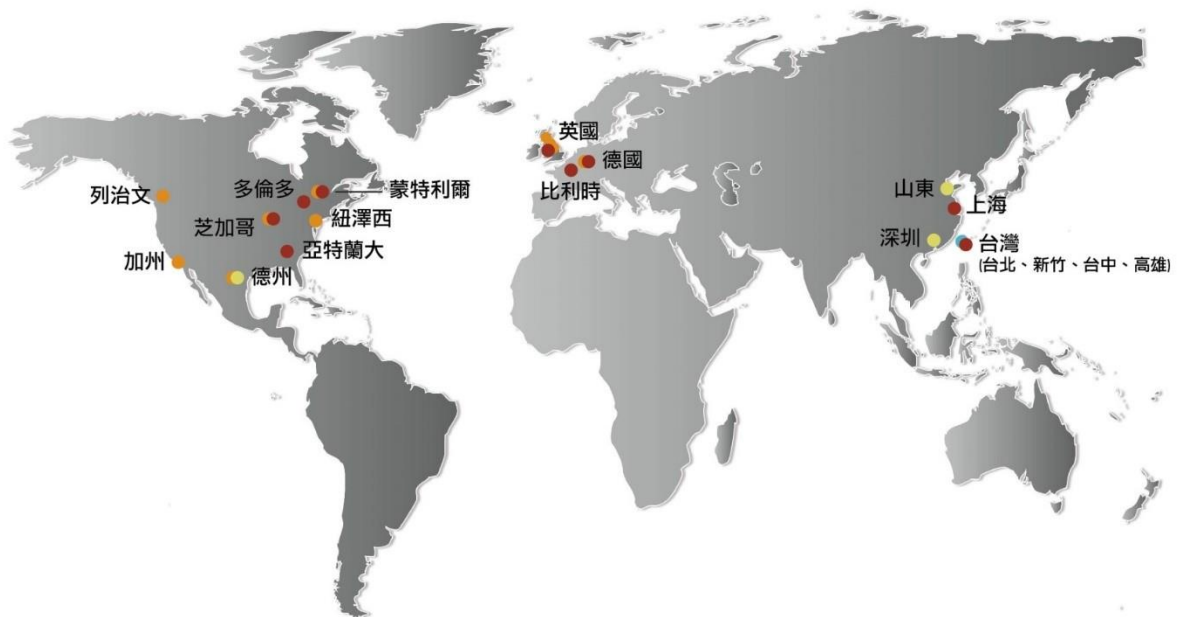 英國
德國
比利時
列治文
多倫多
蒙特利爾
芝加哥
紐澤西
亞特蘭大
加州
德州
山東
上海
深圳
台灣
(台北、新竹、台中、高雄)